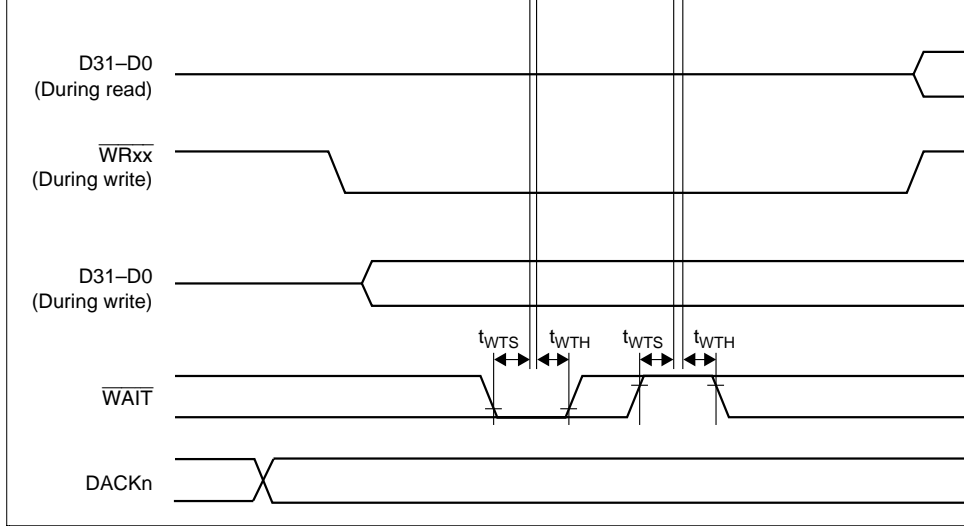 D31–D0
(During read)
WRxx
(During write)
D31–D0
(During write)
tWTS tWTH tWTS tWTH
WAIT
DACKn